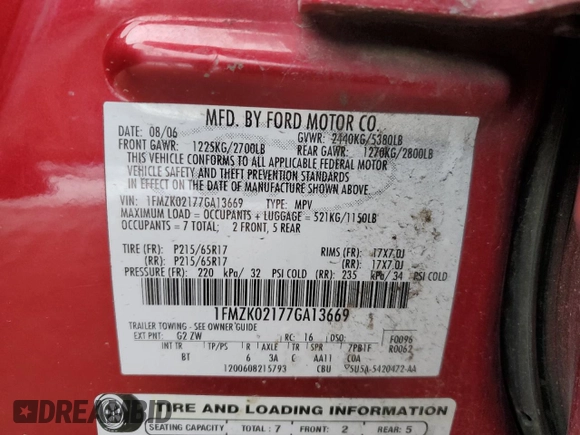 MFD. BY FORD MOTOR CO.
DATE: 08/06 GVWR: 2440KG/5380LB
FRONT GAWR: 1225KG/2700LB REAR GAWR: 1270KG/2800LB
THIS VEHICLE CONFORMS TO ALL APPLICABLE FEDERAL MOTOR
VEHICLE SAFETY AND THEFT PREVENTION STANDARDS
IN EFFECT ON THE DATE OF MANUFACTURE SHOWN ABOVE.
VIN: 1FMZK02177GA13669 TYPE: MPV
MAXIMUM LOAD = OCCUPANTS + LUGGAGE = 521KG/1150LB
OCCUPANTS = 7 TOTAL; 2 FRONT, 5 REAR
TIRE (FR): P215/65R17 RIMS (FR): 17X7.0J
(RR): P215/65R17 (RR): 17X7.0J
PRESSURE (FR): 220 kPa/ 32 PSI COLD (RR): 235 kPa/ 34 PSI COLD
1FMZK02177GA13669
TRAILER TOWING - SEE OWNER GUIDE
EXT PNT: G2 ZW RC: 16 DSO: F0096
R0062
INT TR TP/PS R AXLE TR SPR 7PB1F
BT 6 3A C AA11 C0A
1200608215793 CBU 5U5A-5420472-AA
TIRE AND LOADING INFORMATION
SEATING CAPACITY TOTAL: 7 FRONT: 2 REAR: 5
DREAMBID